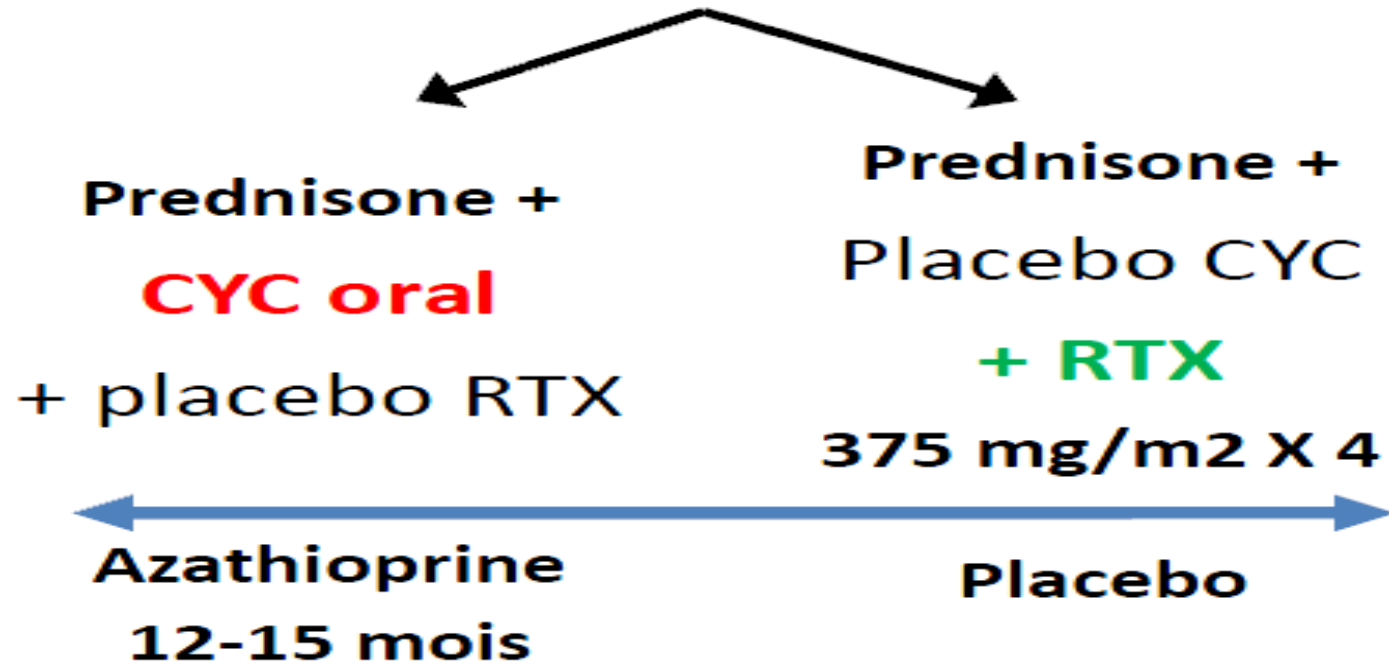 Prednisone +
CYC oral
+ placebo RTX
Prednisone +
Placebo CYC
+ RTX
375 mg/m2 X 4
Azathioprine
12-15 mois
Placebo